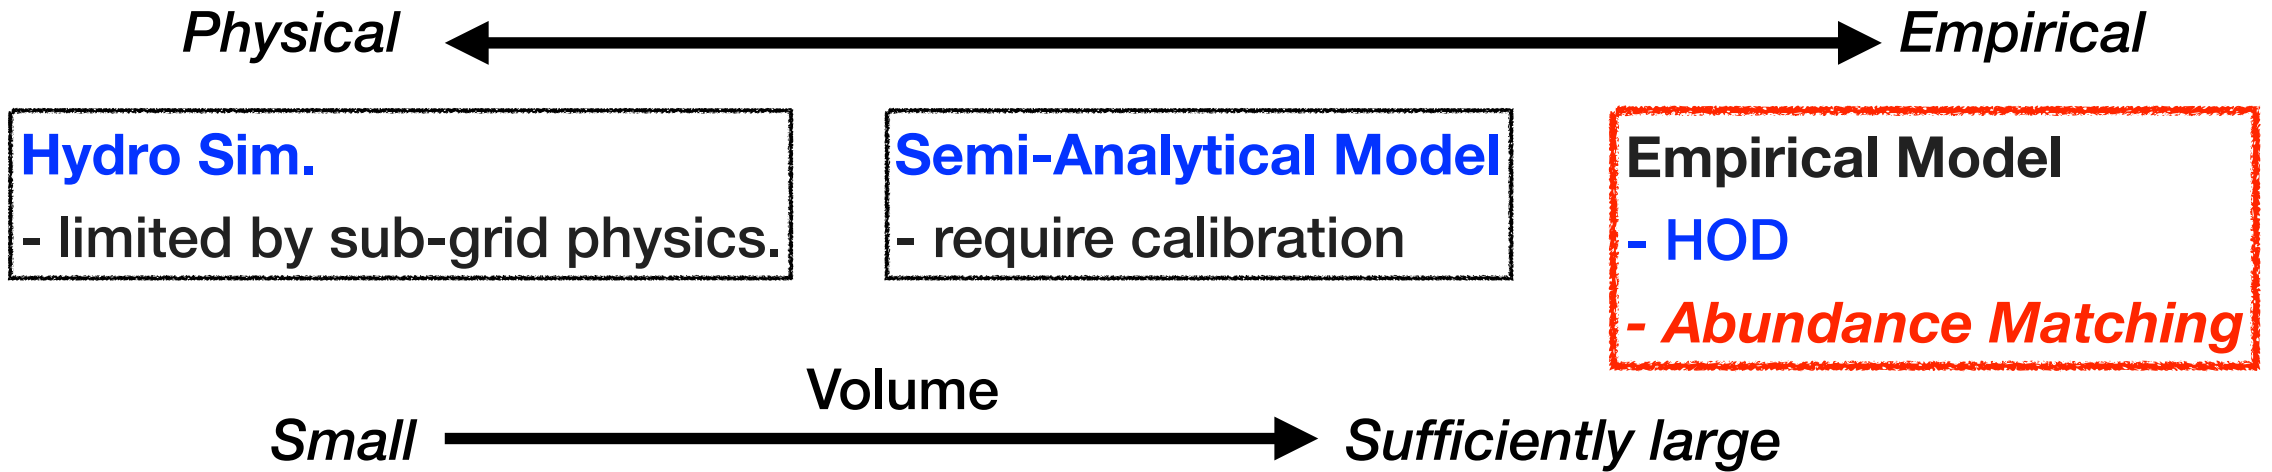 Physical
Empirical
Hydro Sim.
- limited by sub-grid physics.
Semi-Analytical Model
- require calibration
Empirical Model
- HOD
- Abundance Matching
Volume
Small
Sufficiently large